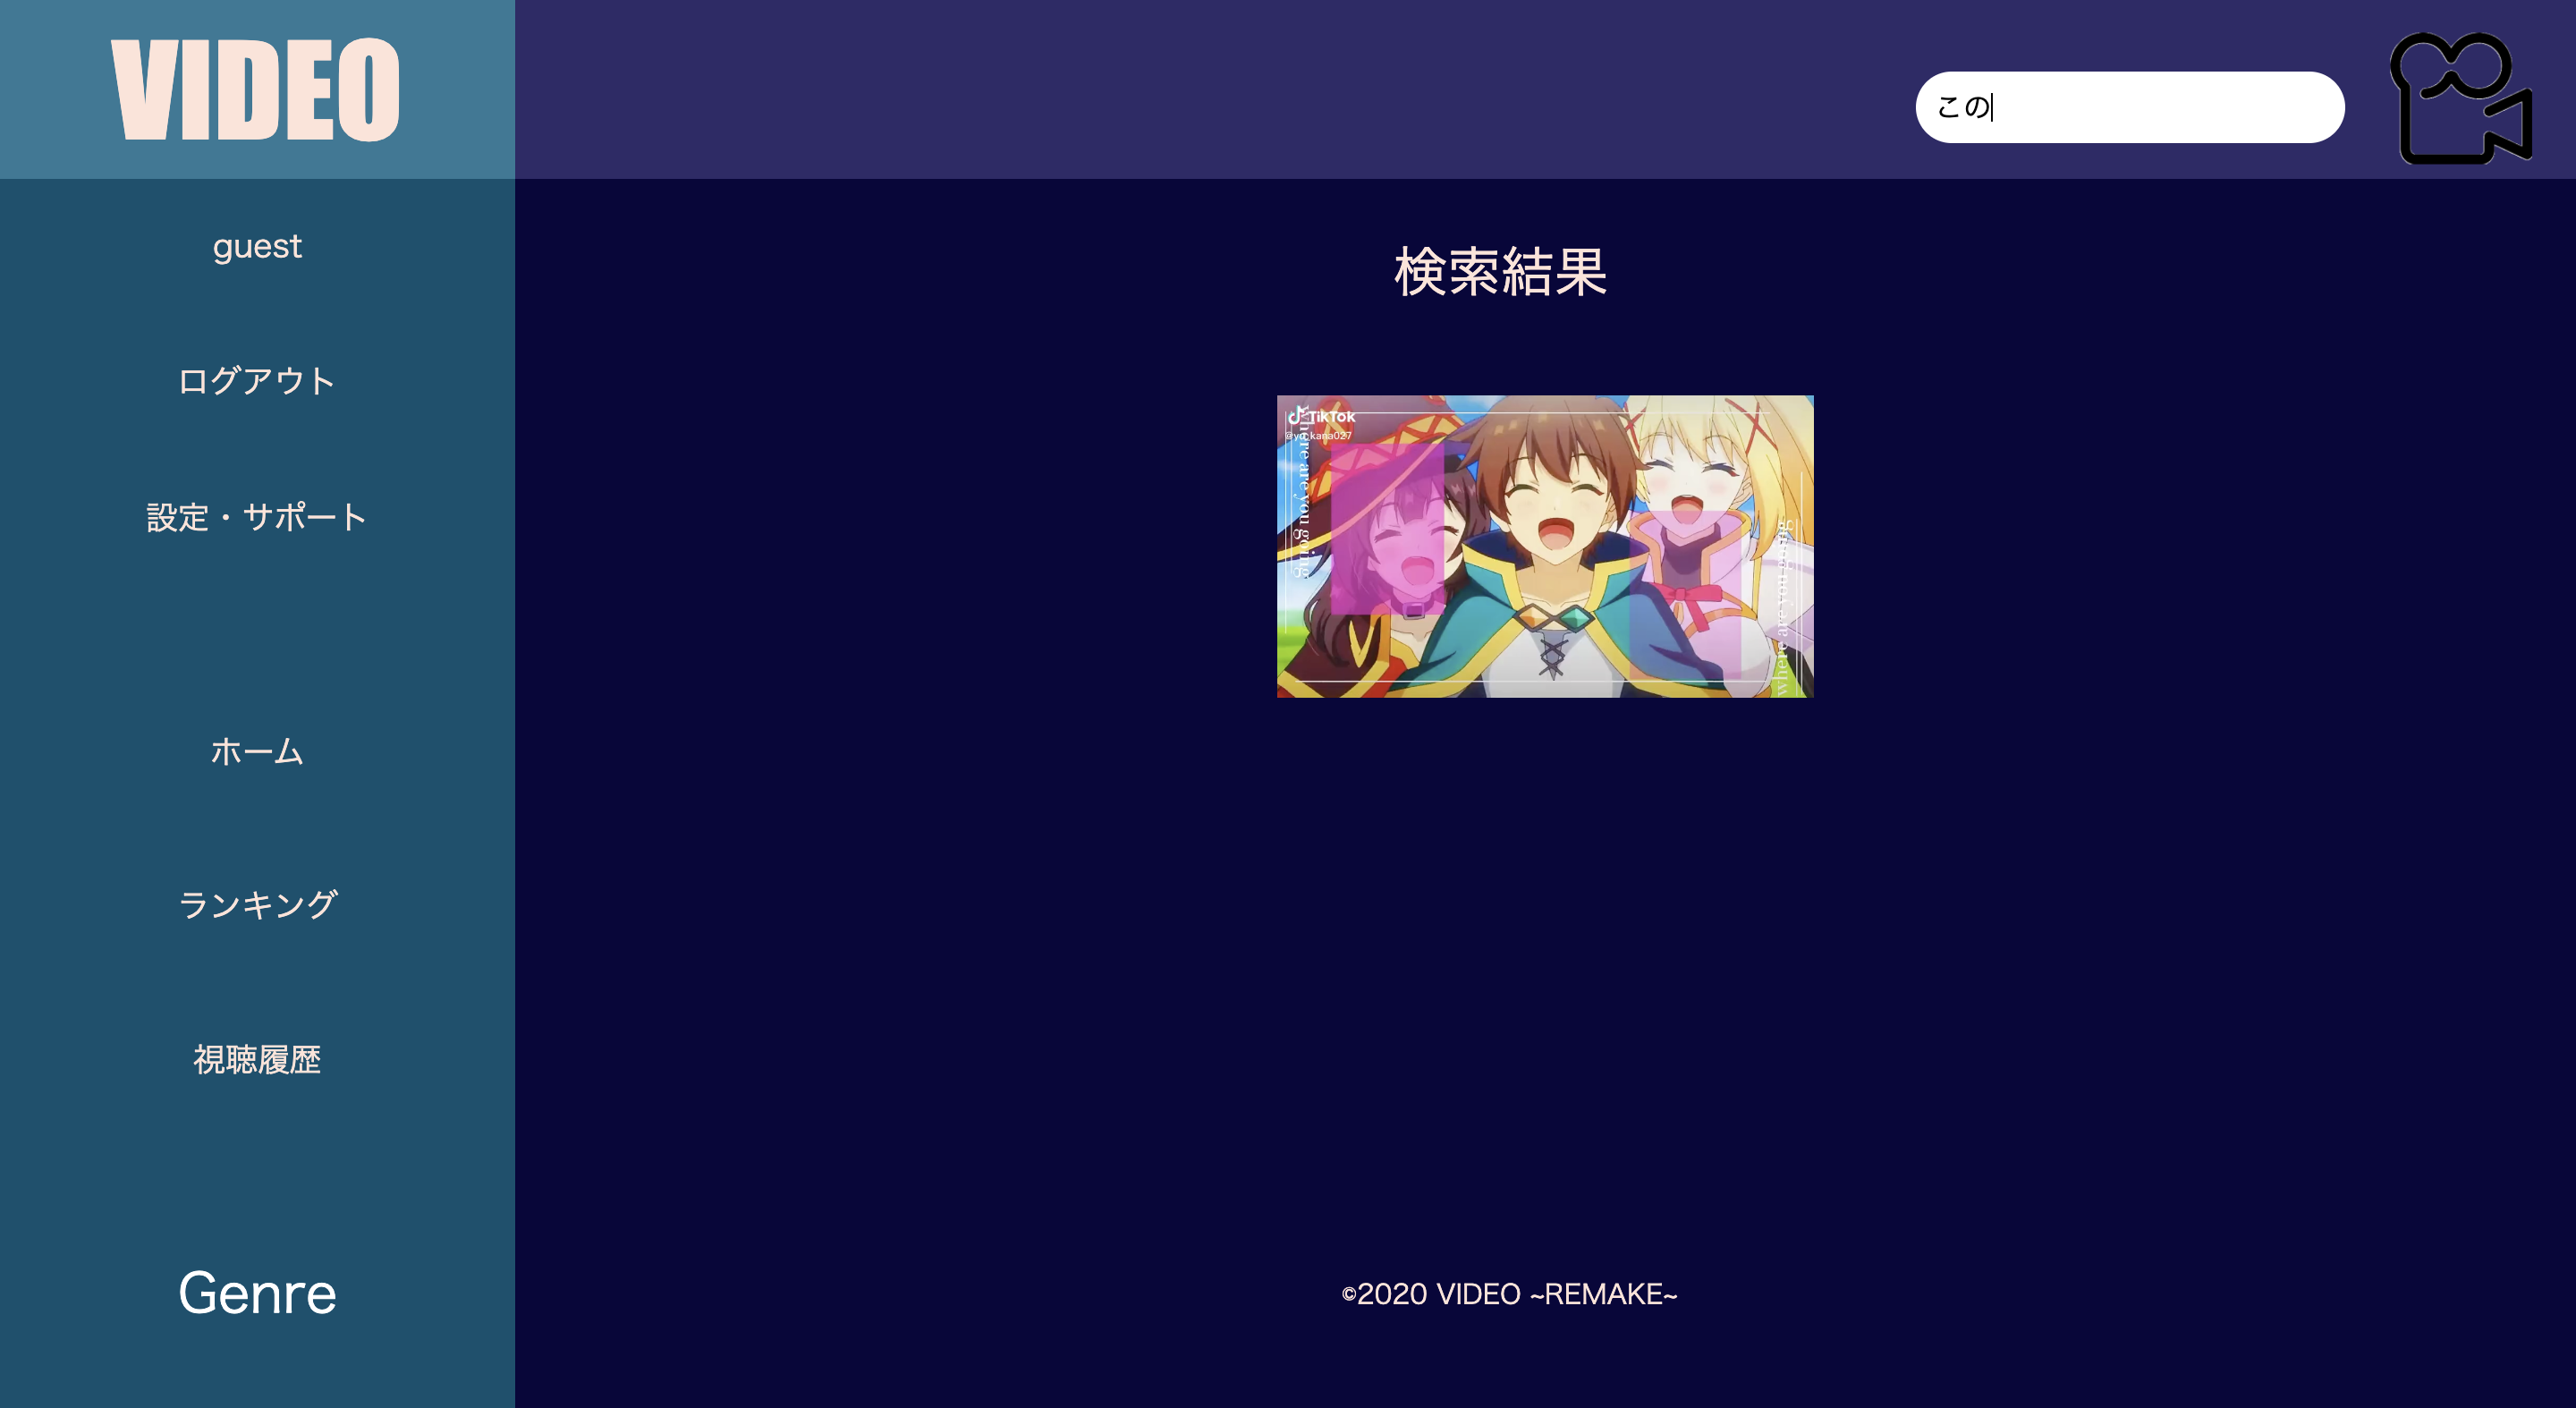 VIDEO
この
guest
ログアウト
設定・サポート
ホーム
ランキング
視聴履歴
Genre
検索結果
TikTok
@yo_kana027
where are you going
where are you going
©2020 VIDEO ~REMAKE~